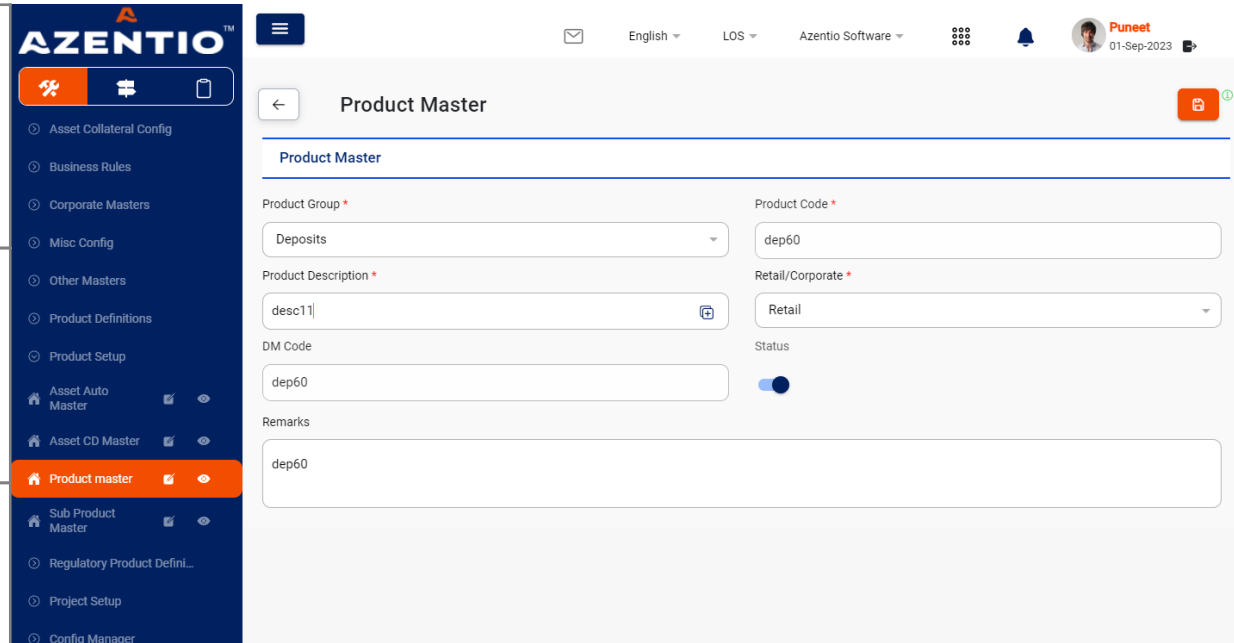 AZENTIO™
English
LOS
Azentio Software
Puneet
01-Sep-2023
Product Master
Asset Collateral Config
Business Rules
Corporate Masters
Misc Config
Other Masters
Product Definitions
Product Setup
Asset Auto
Master
Asset CD Master
Product master
Sub Product
Master
Regulatory Product Defini...
Project Setup
Config Manager
Product Master
Product Group *
Product Code *
Deposits
dep60
Product Description *
Retail/Corporate *
desc11
Retail
DM Code
Status
dep60
Remarks
dep60